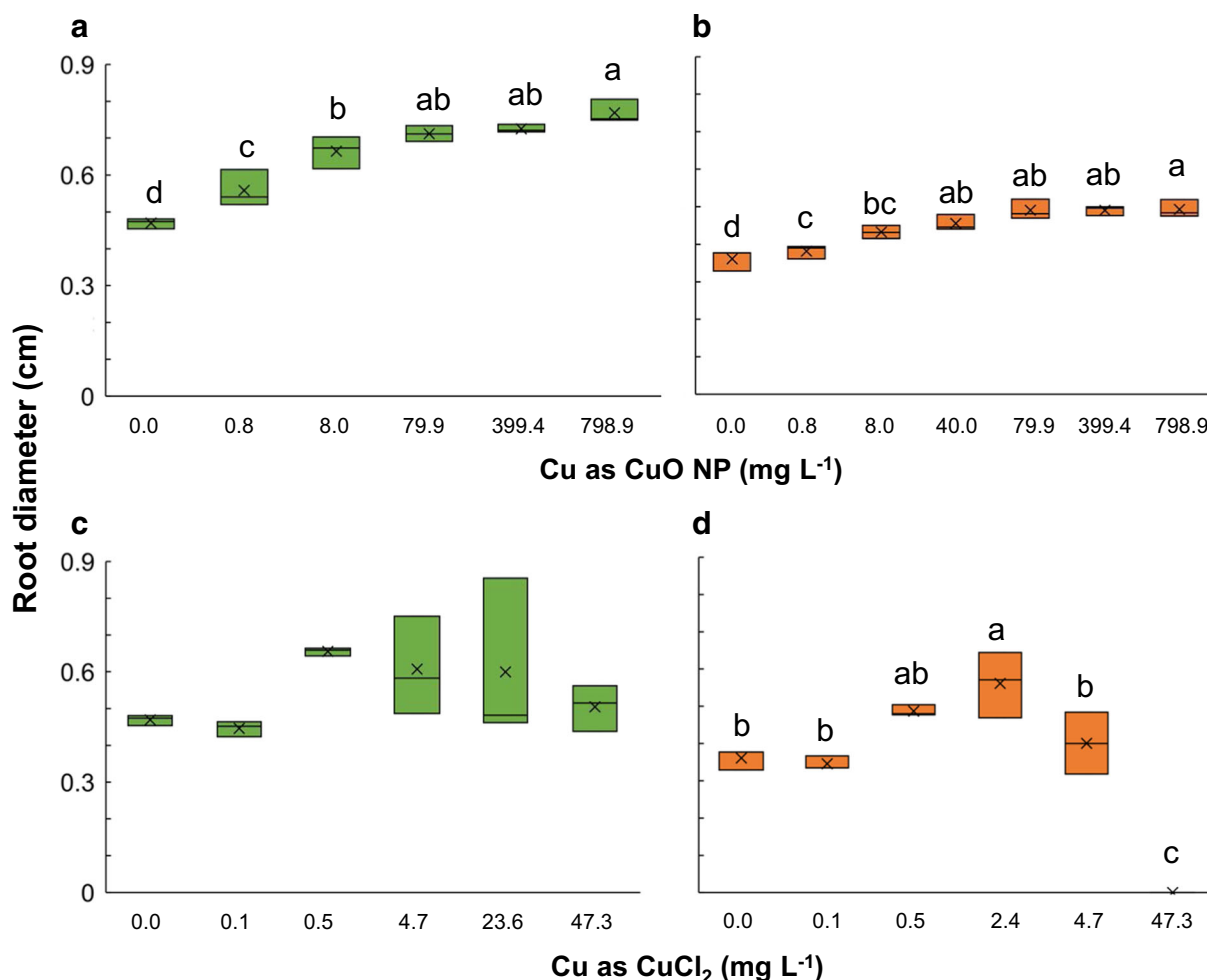 a
b
0.9
0.6
0.3
0
d
c
b
ab
ab
a
d
c
bc
ab
ab
ab
a
0.0 0.8 8.0 79.9 399.4 798.9
0.0 0.8 8.0 40.0 79.9 399.4 798.9
Cu as CuO NP (mg L⁻¹)
Root diameter (cm)
c
d
0.9
0.6
0.3
0
b
b
ab
a
b
c
0.0 0.1 0.5 4.7 23.6 47.3
0.0 0.1 0.5 2.4 4.7 47.3
Cu as CuCl₂ (mg L⁻¹)